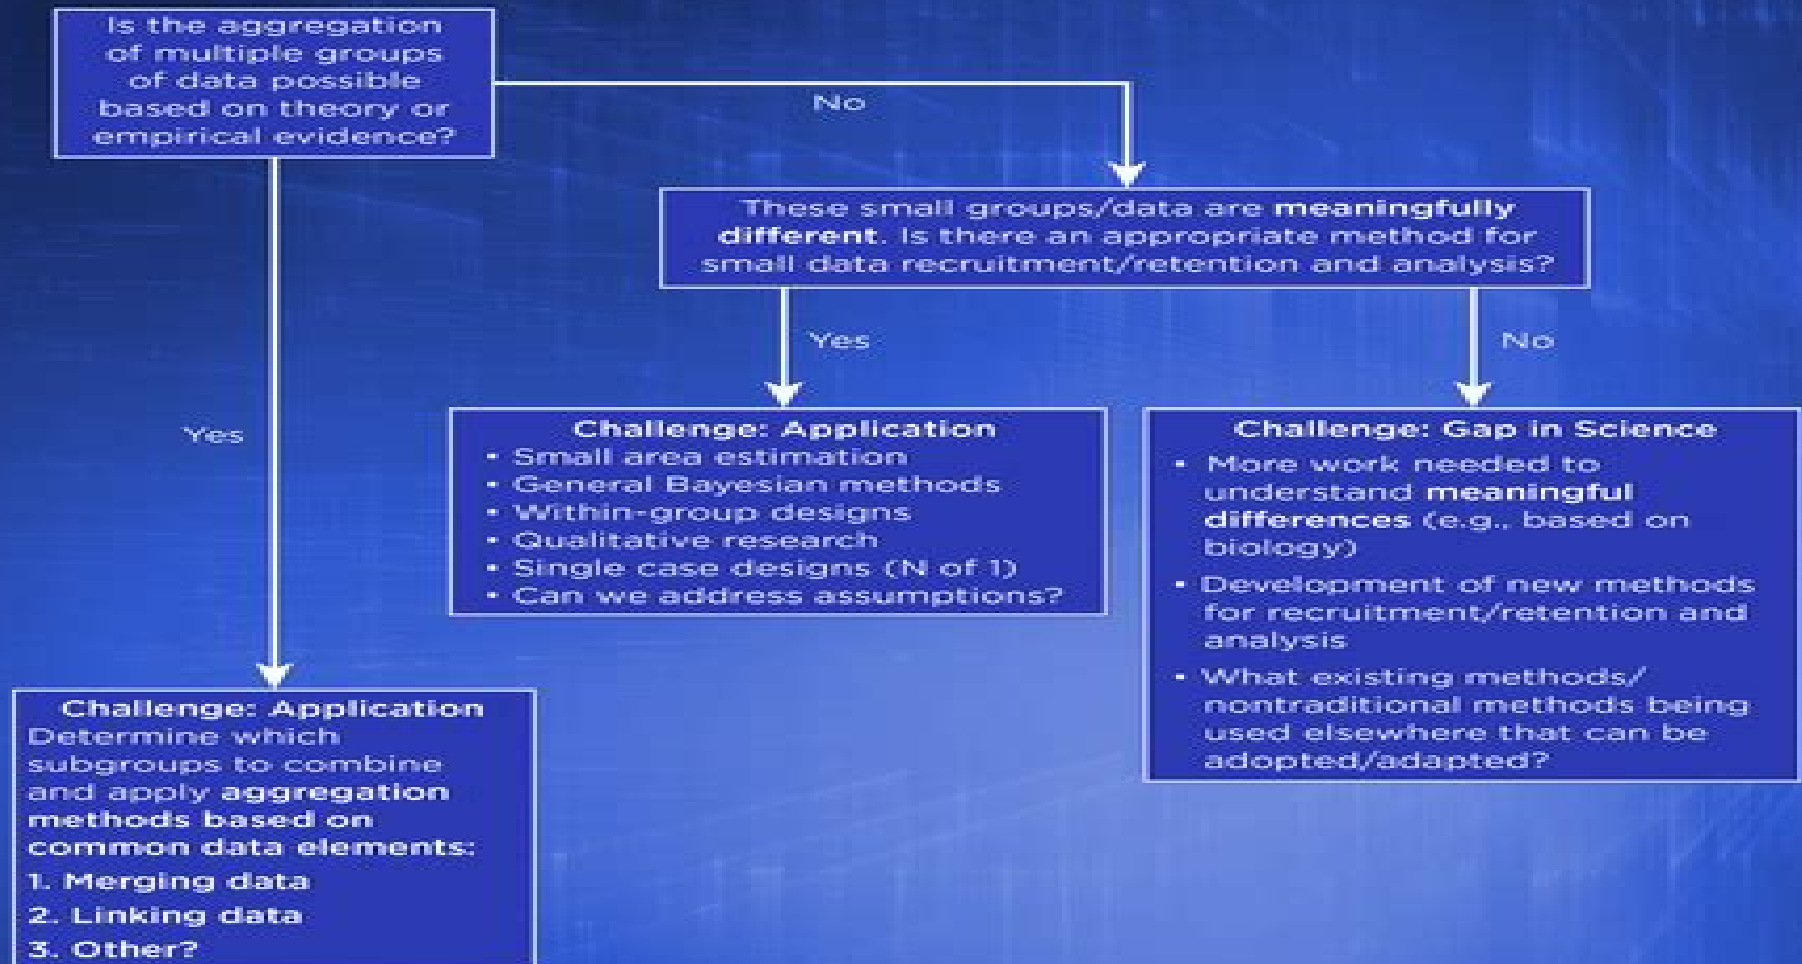 Is the aggregation
of multiple groups
of data possible
based on theory or
empirical evidence?
No
These small groups/data are meaningfully
different. Is there an appropriate method for
small data recruitment/retention and analysis?
Yes
No
Yes
Challenge: Application
• Small area estimation
• General Bayesian methods
• Within-group designs
• Qualitative research
• Single case designs (N of 1)
• Can we address assumptions?
Challenge: Gap in Science
• More work needed to
understand meaningful
differences (e.g., based on
biology)
• Development of new methods
for recruitment/retention and
analysis
• What existing methods/
nontraditional methods being
used elsewhere that can be
adopted/adapted?
Challenge: Application
Determine which
subgroups to combine
and apply aggregation
methods based on
common data elements:
1. Merging data
2. Linking data
3. Other?